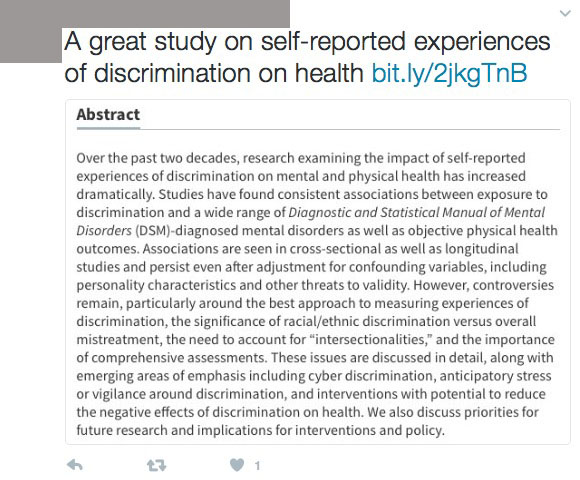 A great study on self-reported experiences
of discrimination on health bit.ly/2jkgTnB
Abstract
Over the past two decades, research examining the impact of self-reported
experiences of discrimination on mental and physical health has increased
dramatically. Studies have found consistent associations between exposure to
discrimination and a wide range of Diagnostic and Statistical Manual of Mental
Disorders (DSM)-diagnosed mental disorders as well as objective physical health
outcomes. Associations are seen in cross-sectional as well as longitudinal
studies and persist even after adjustment for confounding variables, including
personality characteristics and other threats to validity. However, controversies
remain, particularly around the best approach to measuring experiences of
discrimination, the significance of racial/ethnic discrimination versus overall
mistreatment, the need to account for “intersectionalities,” and the importance
of comprehensive assessments. These issues are discussed in detail, along with
emerging areas of emphasis including cyber discrimination, anticipatory stress
or vigilance around discrimination, and interventions with potential to reduce
the negative effects of discrimination on health. We also discuss priorities for
future research and implications for interventions and policy.
1